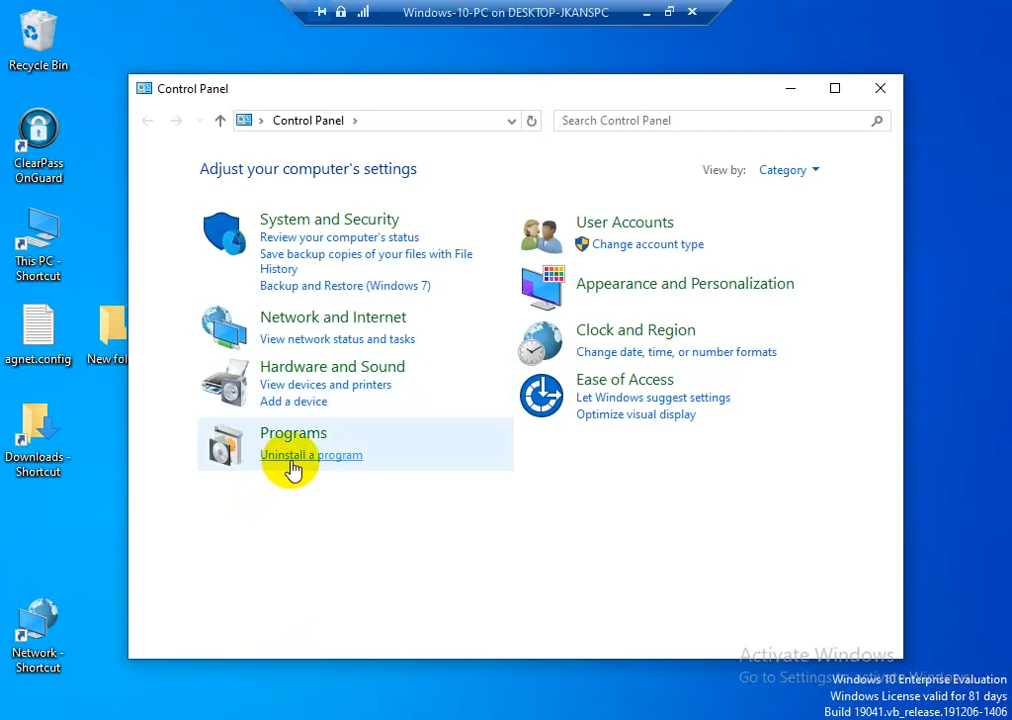 Windows-10-PC on DESKTOP-JKANSPC
Recycle Bin
ClearPass
OnGuard
This PC -
Shortcut
agnet.config
New fol
Downloads -
Shortcut
Network -
Shortcut
Control Panel
Control Panel
Search Control Panel
Adjust your computer's settings
View by:
Category
System and Security
Review your computer's status
Save backup copies of your files with File
History
Backup and Restore (Windows 7)
Network and Internet
View network status and tasks
Hardware and Sound
View devices and printers
Add a device
Programs
Uninstall a program
User Accounts
Change account type
Appearance and Personalization
Clock and Region
Change date, time, or number formats
Ease of Access
Let Windows suggest settings
Optimize visual display
Activate Windows
Go to Settings to activate Windows.
Windows 10 Enterprise Evaluation
Windows License valid for 81 days
Build 19041.vb_release.191206-1406